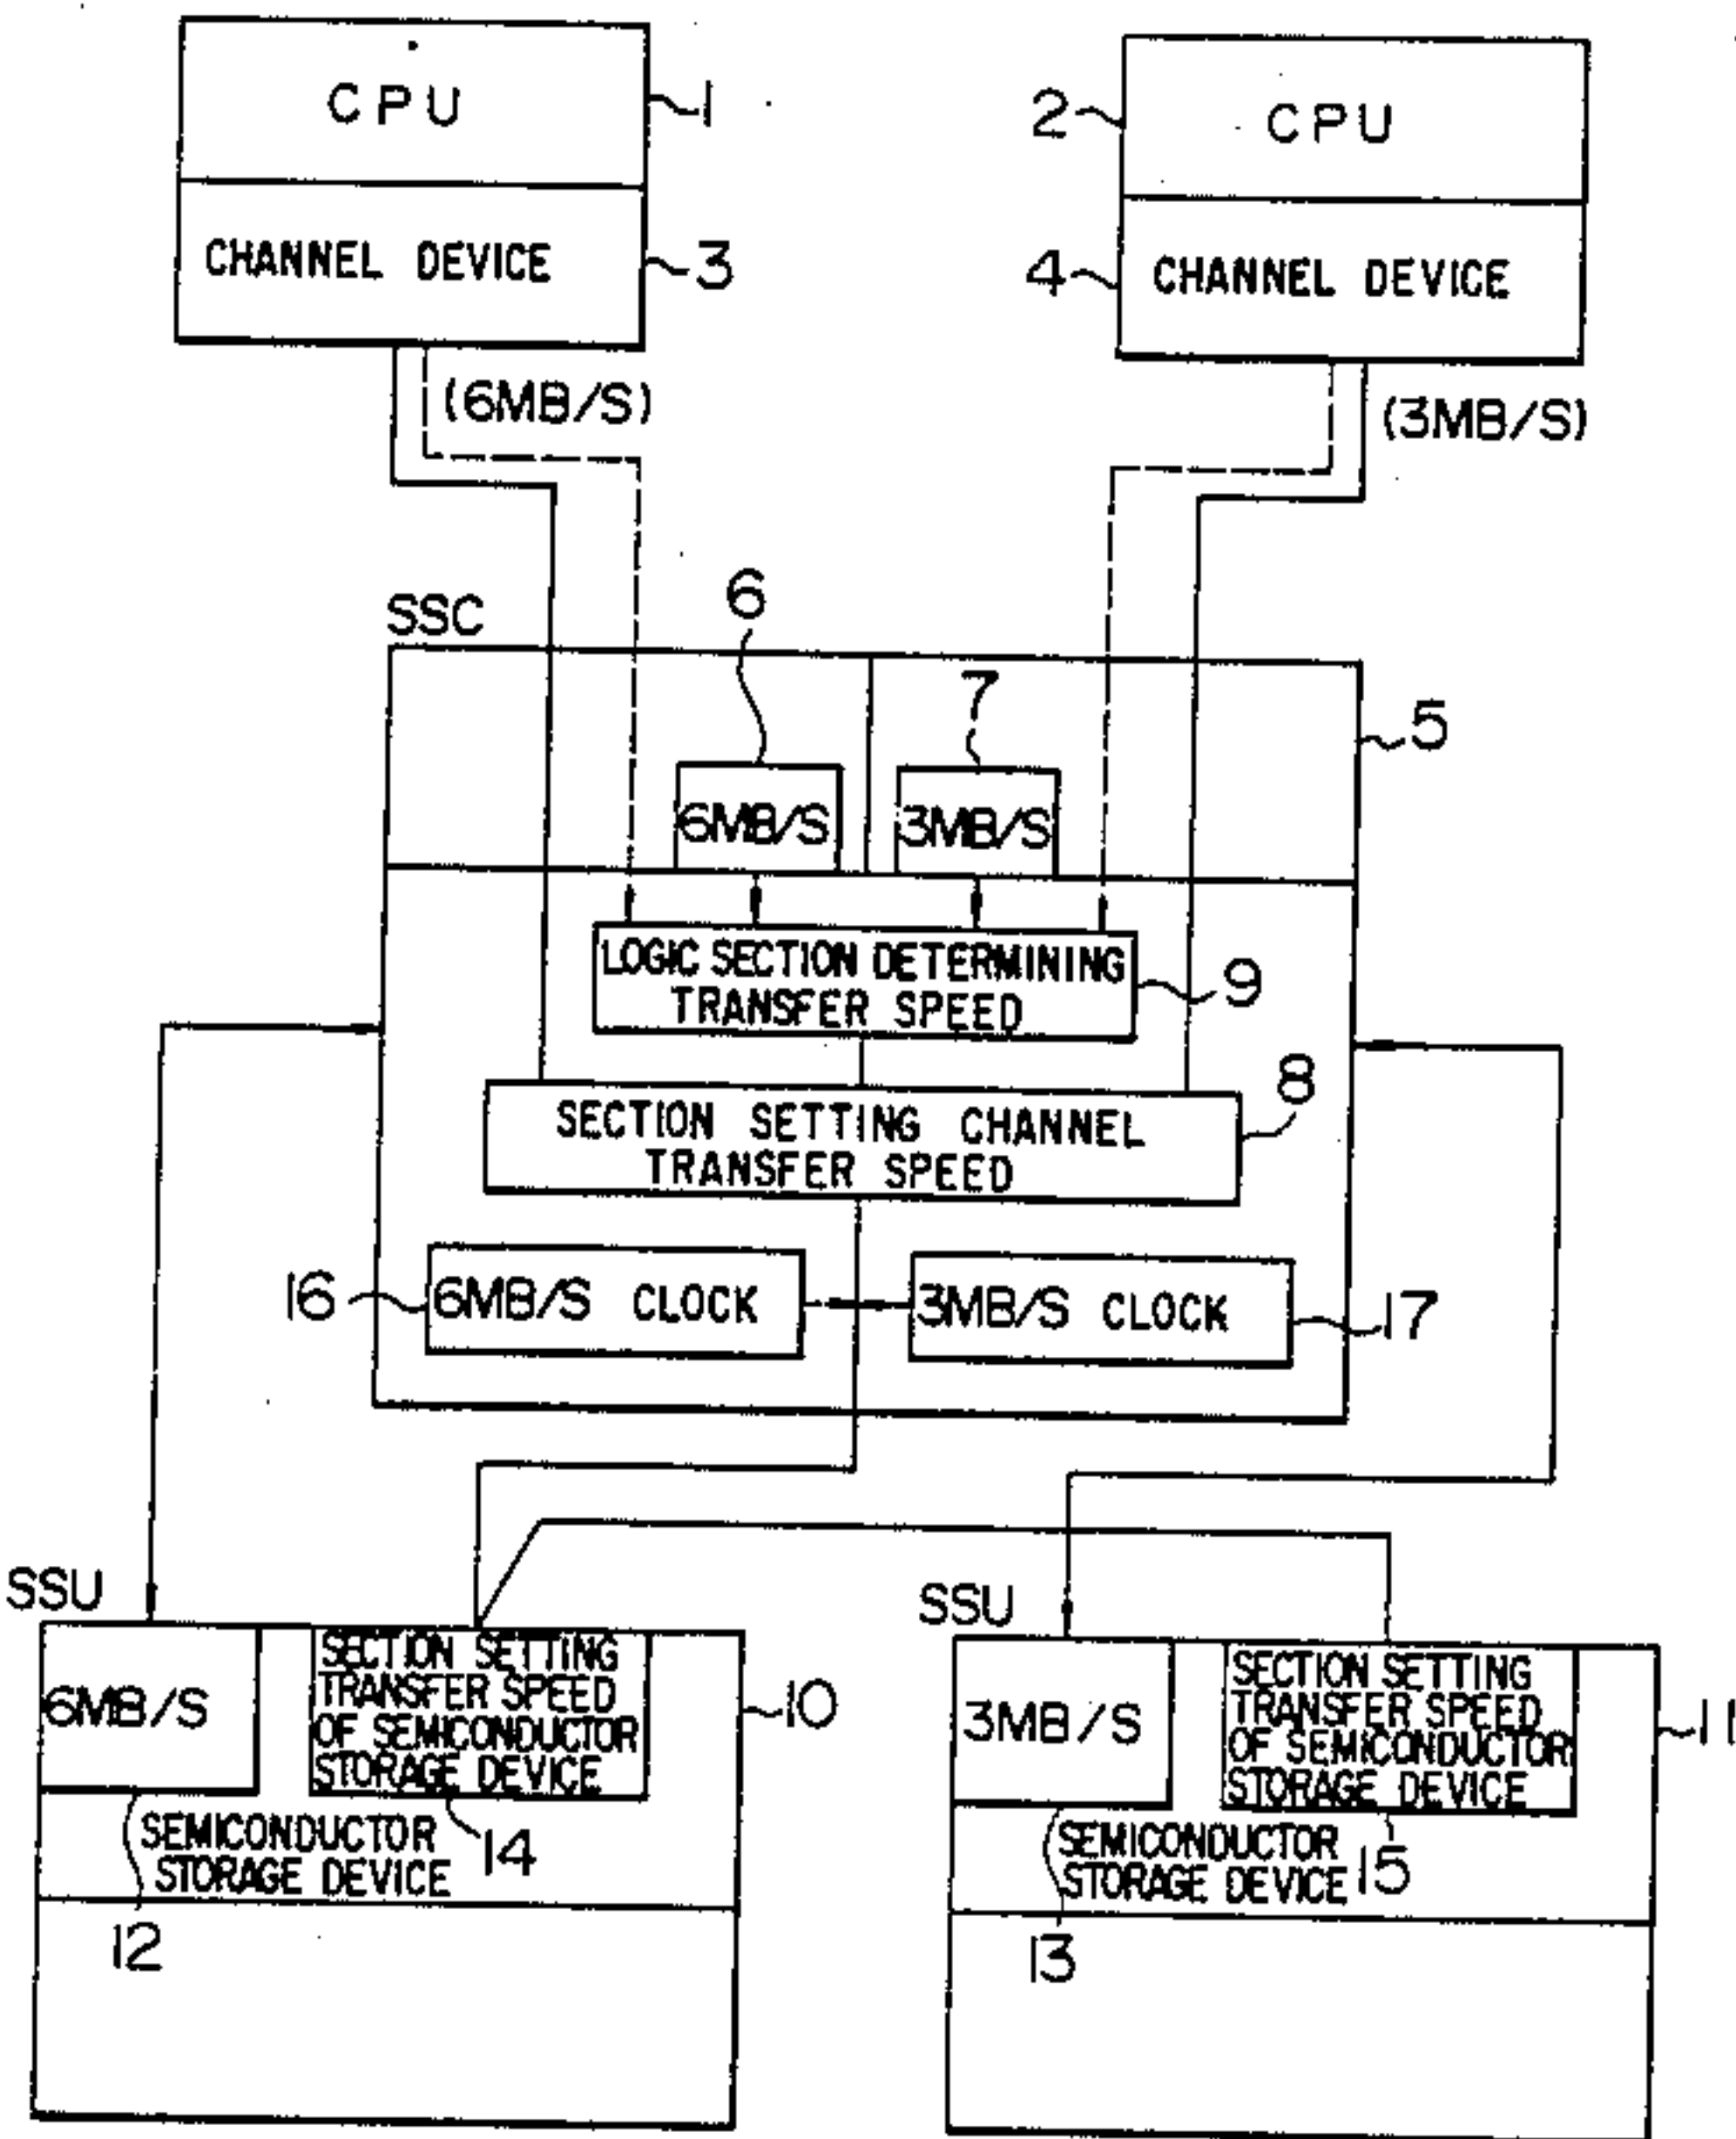 CPU
1
2
CPU
CHANNEL DEVICE
3
4
CHANNEL DEVICE
(6MB/S)
(3MB/S)
SSC
6
7
5
6MB/S
3MB/S
LOGIC SECTION DETERMINING
TRANSFER SPEED
9
SECTION SETTING CHANNEL
TRANSFER SPEED
8
16
6MB/S CLOCK
3MB/S CLOCK
17
SSU
6MB/S
SECTION SETTING
TRANSFER SPEED
OF SEMICONDUCTOR
STORAGE DEVICE
10
SEMICONDUCTOR
STORAGE DEVICE
14
12
SSU
3MB/S
SECTION SETTING
TRANSFER SPEED
OF SEMICONDUCTOR
STORAGE DEVICE
11
SEMICONDUCTOR
STORAGE DEVICE
15
13